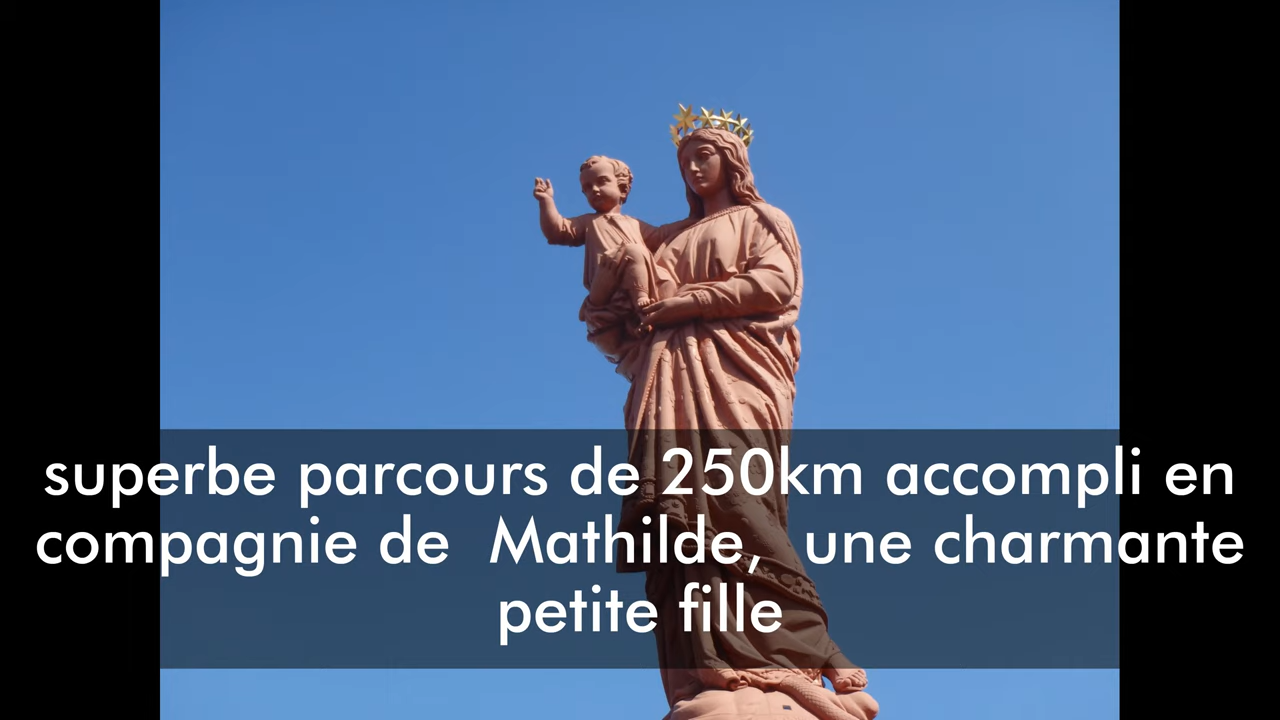 superbe parcours de 250km accompli en
compagnie de  Mathilde,  une charmante
petite fille